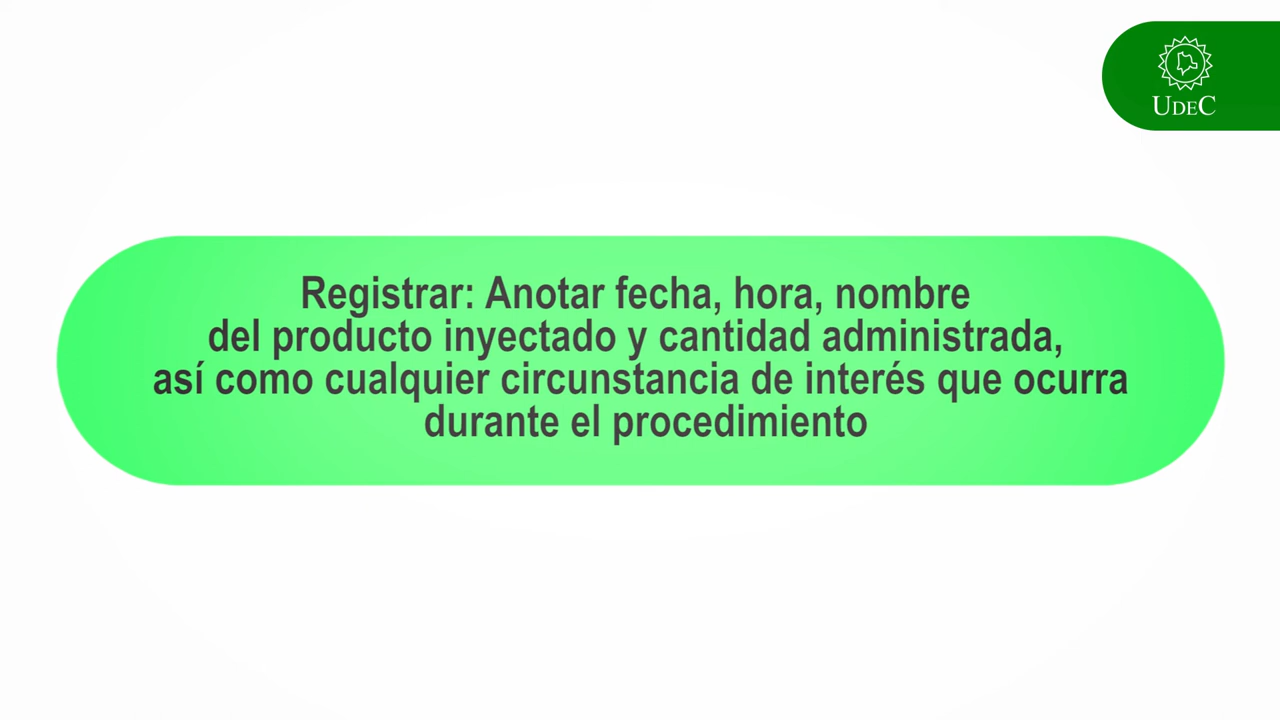 UDEC
Registrar: Anotar fecha, hora, nombre
del producto inyectado y cantidad administrada,
así como cualquier circunstancia de interés que ocurra
durante el procedimiento